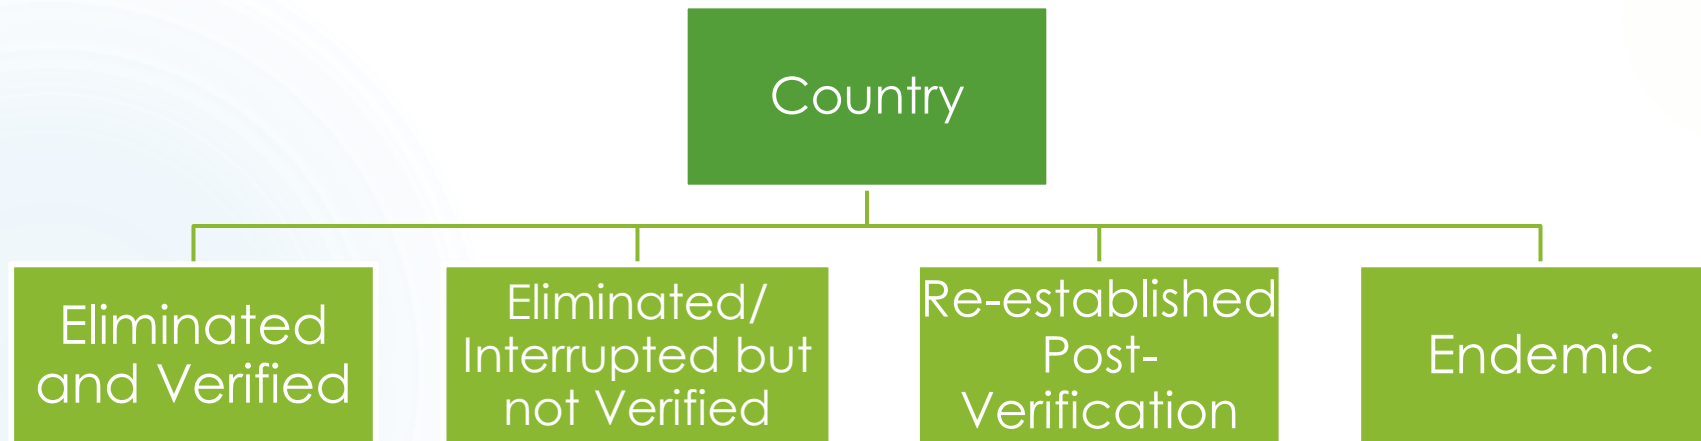 Country
Eliminated
and Verified
Eliminated/
Interrupted but
not Verified
Re-established
Post-
Verification
Endemic